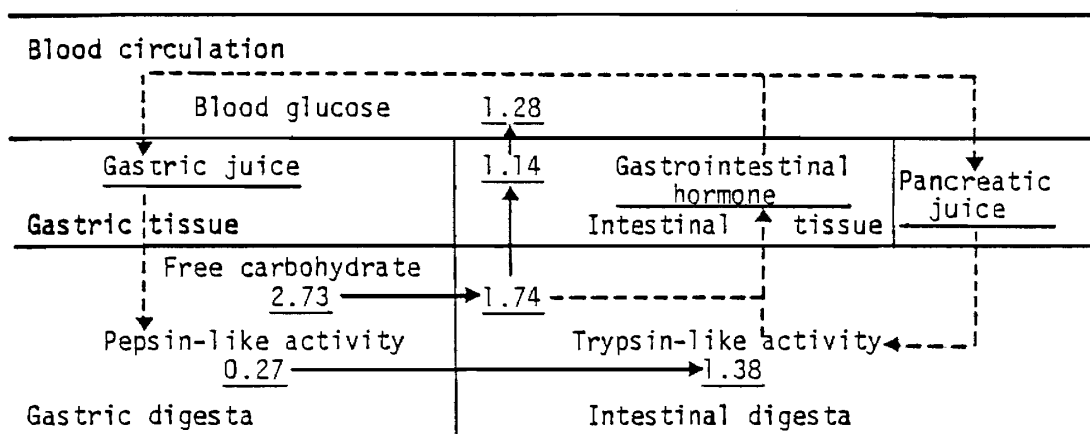 Blood circulation
Blood glucose 1.28
Gastric juice 1.14 Gastrointestinal hormone Pancreatic juice
Gastric tissue Intestinal tissue
Free carbohydrate
2.73 1.74
Pepsin-like activity Trypsin-like activity
0.27 1.38
Gastric digesta Intestinal digesta